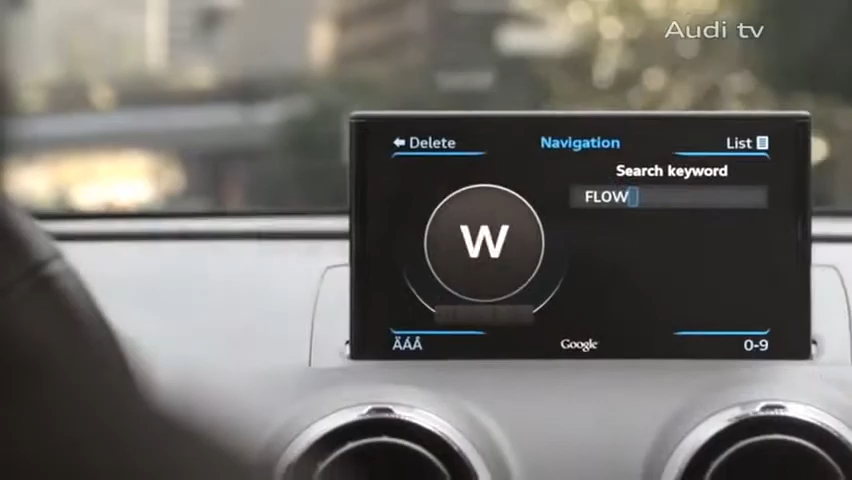 Audi tv
Delete
Navigation
List
Search keyword
FLOW
W
ÄÁÂ
Google
0-9